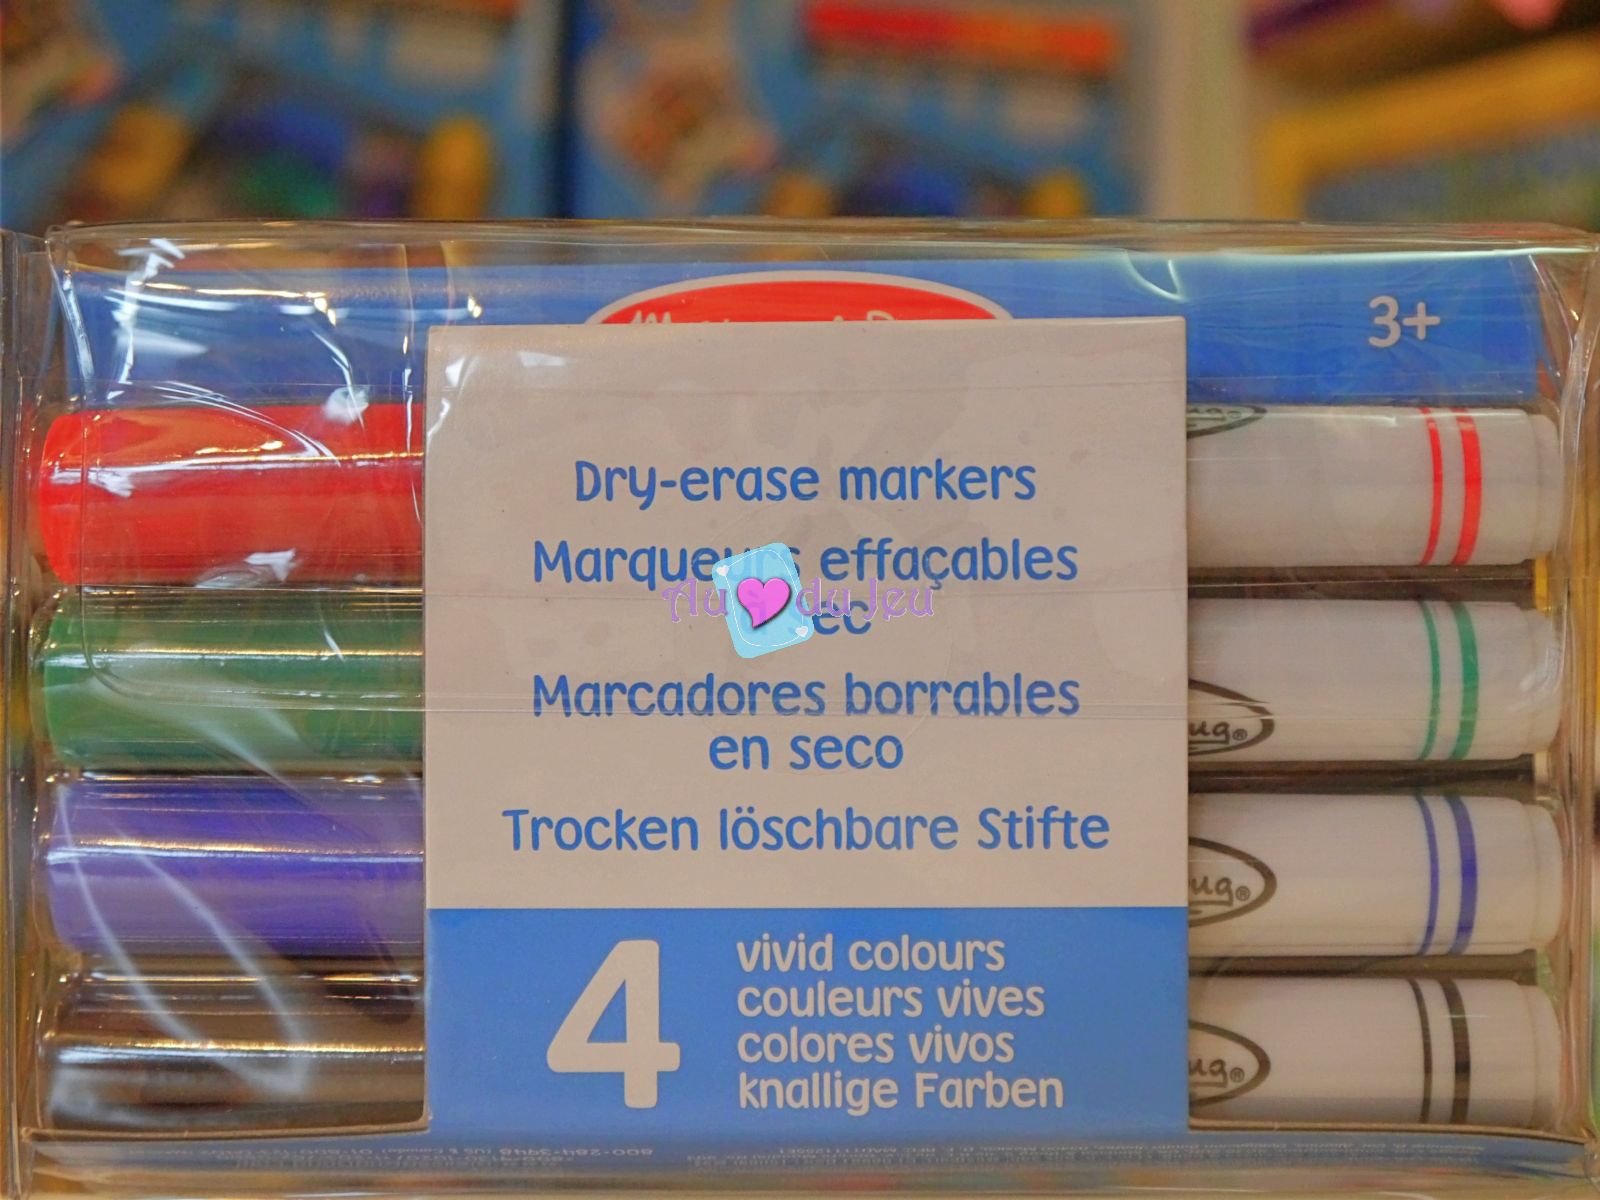 3+
Dry-erase markers
Marqueurs effaçables
à sec
Marcadores borrables
en seco
Trocken löschbare Stifte
Au du Jeu
4
vivid colours
couleurs vives
colores vivos
knallige Farben